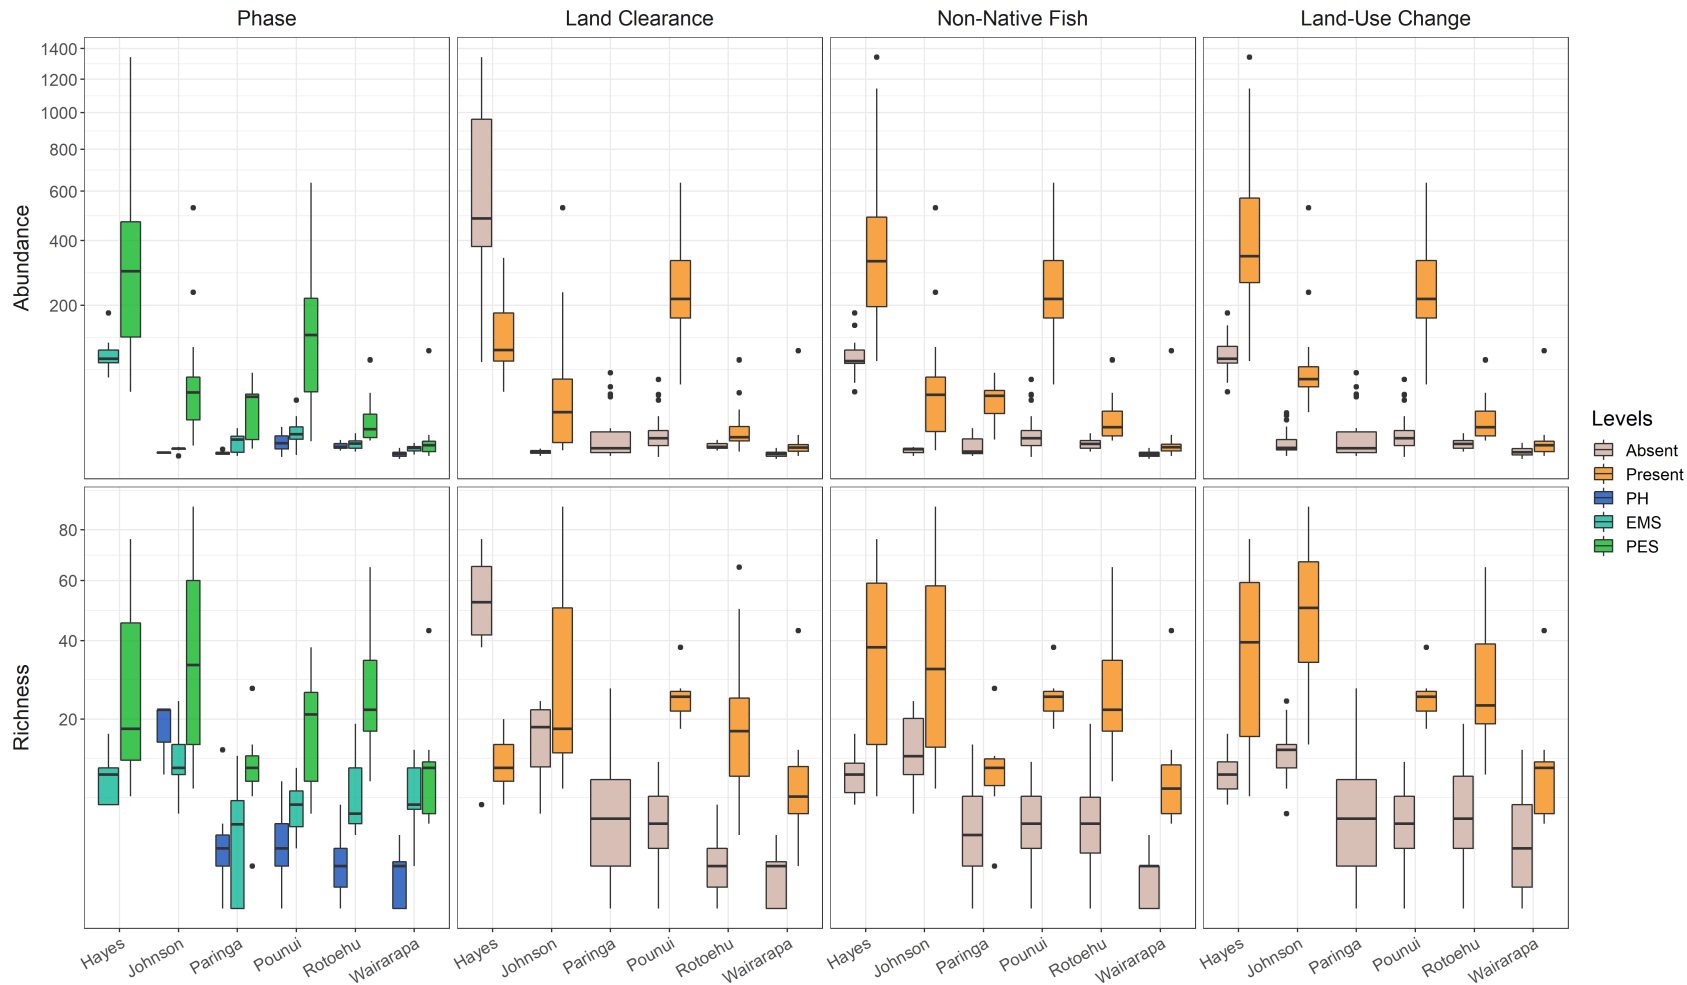 Phase
Land Clearance
Non-Native Fish
Land-Use Change
Abundance
1400
1200
1000
800
600
400
200
Richness
80
60
40
20
Hayes
Johnson
Paringa
Pounui
Rotoehu
Wairarapa
Hayes
Johnson
Paringa
Pounui
Rotoehu
Wairarapa
Hayes
Johnson
Paringa
Pounui
Rotoehu
Wairarapa
Hayes
Johnson
Paringa
Pounui
Rotoehu
Wairarapa
Levels
Absent
Present
PH
EMS
PES